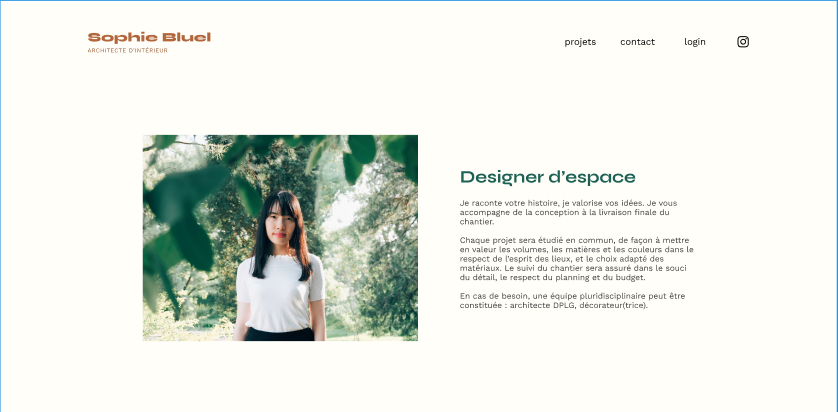 Sophie Bluel
ARCHITECTE D'INTÉRIEUR
projets
contact
login
Designer d'espace
Je raconte votre histoire, je valorise vos idées. Je vous
accompagne de la conception à la livraison finale du
chantier.
Chaque projet sera étudié en commun, de façon à mettre
en valeur les volumes, les matières et les couleurs dans le
respect de l'esprit des lieux, et le choix adapté des
matériaux. Le suivi du chantier sera assuré dans le souci
du détail, le respect du planning et du budget.
En cas de besoin, une équipe pluridisciplinaire peut être
constituée : architecte DPLG, décorateur(trice).